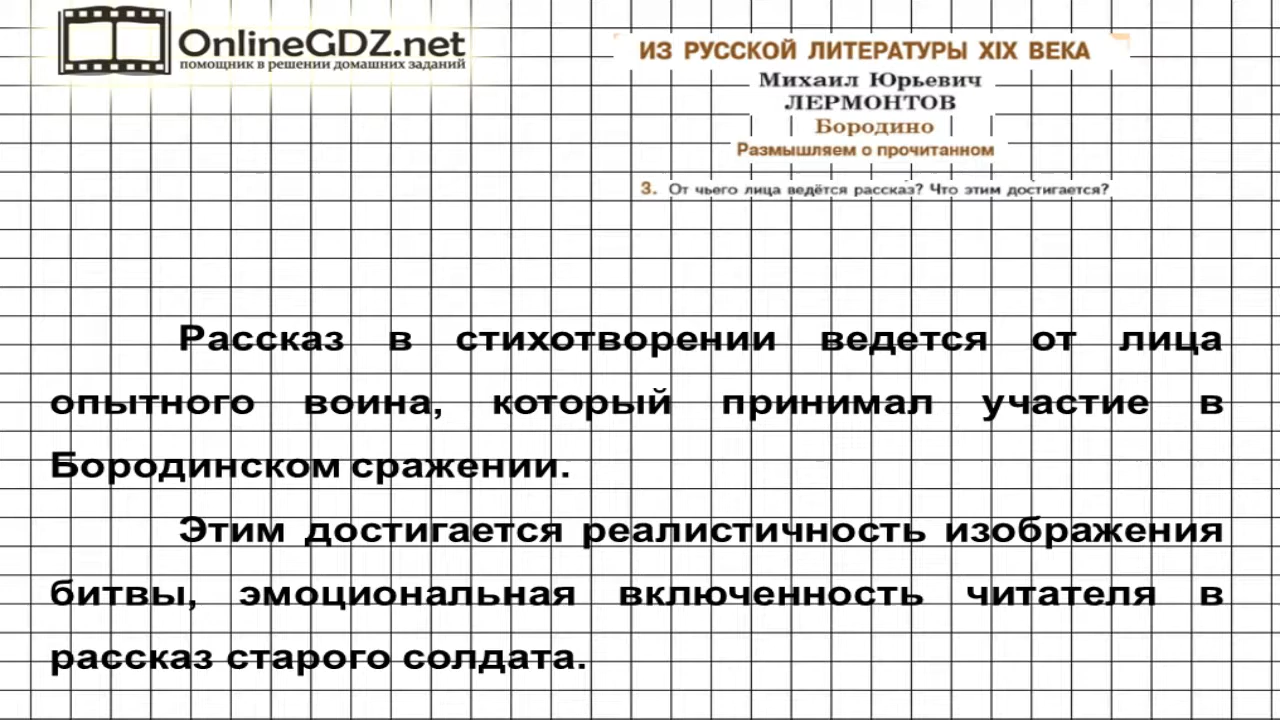 OnlineGDZ.net
помощник в решении домашних заданий
ИЗ РУССКОЙ ЛИТЕРАТУРЫ XIX ВЕКА
Михаил Юрьевич
ЛЕРМОНТОВ
Бородино
Размышляем о прочитанном
3. От чьего лица ведётся рассказ? Что этим достигается?
Рассказ в стихотворении ведется от лица
опытного воина, который принимал участие в
Бородинском сражении.
Этим достигается реалистичность изображения
битвы, эмоциональная включенность читателя в
рассказ старого солдата.